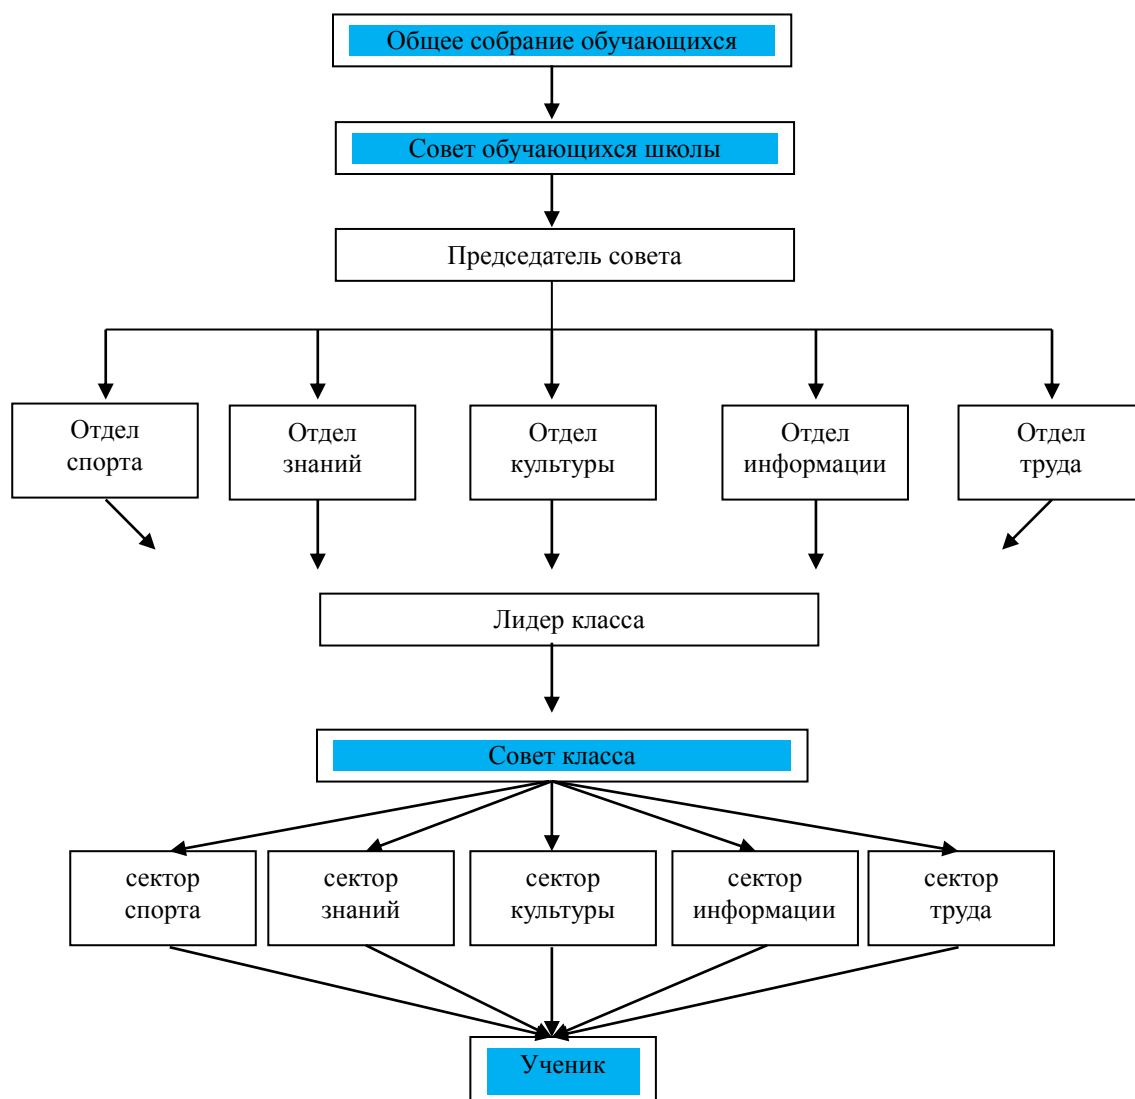 Общее собрание обучающихся
Совет обучающихся школы
Председатель совета
Отдел
спорта
Отдел
знаний
Отдел
культуры
Отдел
информации
Отдел
труда
Лидер класса
Совет класса
сектор
спорта
сектор
знаний
сектор
культуры
сектор
информации
сектор
труда
Ученик